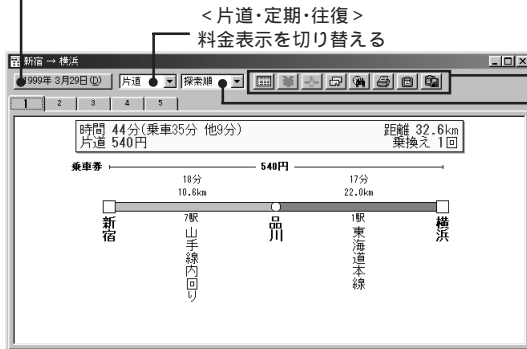 <片道・定期・往復>
料金表示を切り替える
新宿 → 横浜
1999年 3月29日(D) 片道 探索順
1 2 3 4 5
時間 44分(乗車35分 他9分) 距離 32.6km
片道 540円 乗換え 1回
乗車券 540円
18分 17分
10.6km 22.0km
7駅 1駅
新宿 品川 横浜
山手線内回り 東海道本線